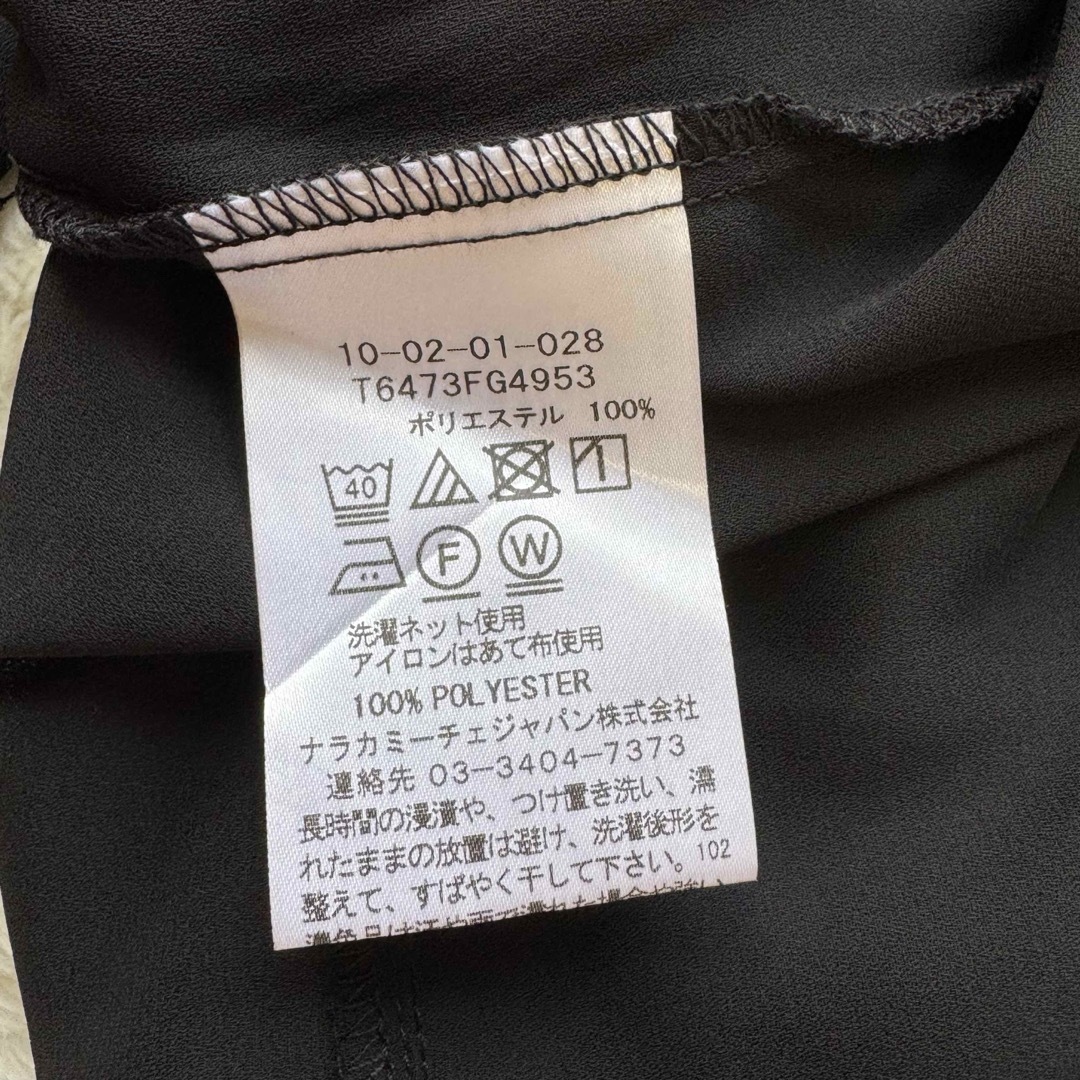 10-02-01-028
T6473FG4953
ポリエステル 100%
40
F W
洗濯ネット使用
アイロンはあて布使用
100% POLYESTER
ナラカミーチェジャパン株式会社
連絡先 03-3404-7373
長時間の浸漬や、つけ置き洗い、濡
れたままの放置は避け、洗濯後形を
整えて、すばやく干して下さい。102